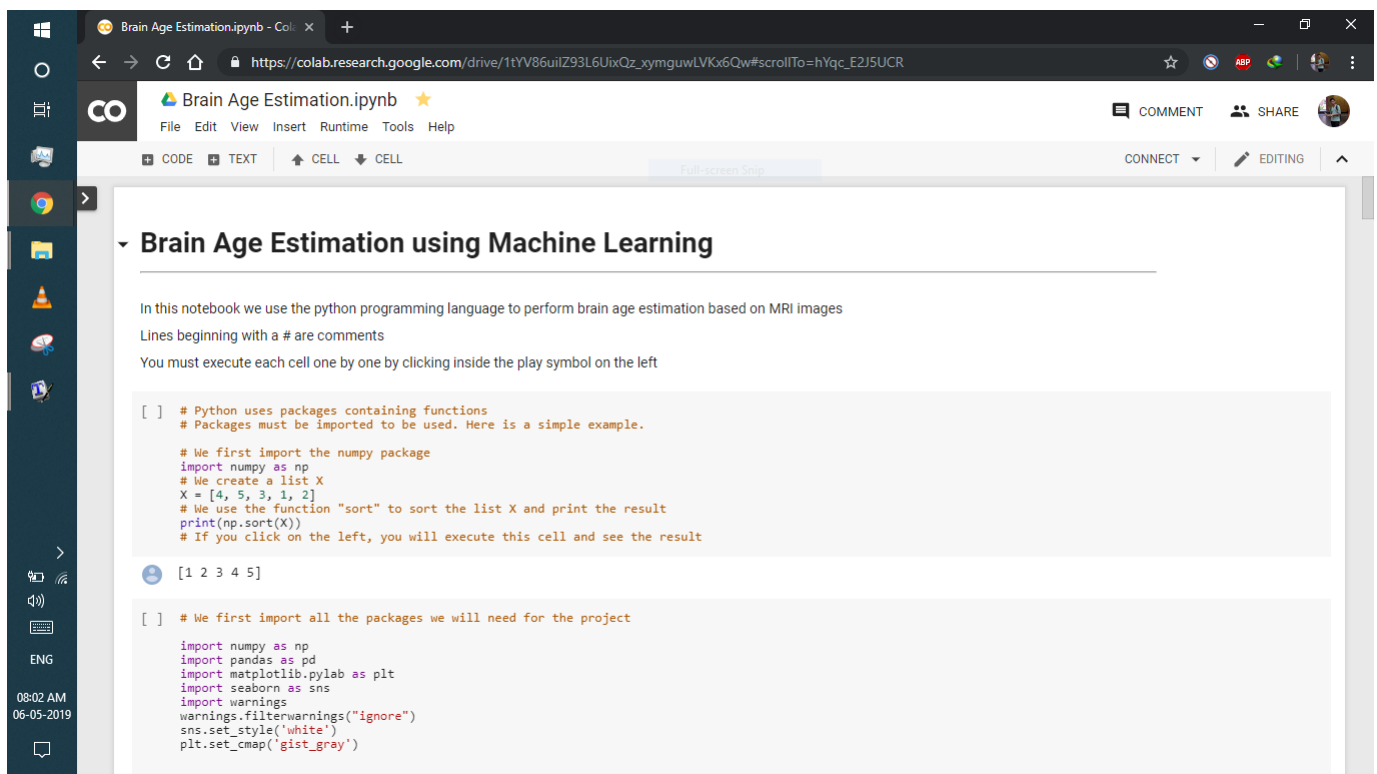 Brain Age Estimation.ipynb - Col
https://colab.research.google.com/drive/1tYV86uilZ93L6UixQz_xymguwLVKx6Qw#scrollTo=hYqc_E2J5UCR
ABP
CO
Brain Age Estimation.ipynb
COMMENT
SHARE
File Edit View Insert Runtime Tools Help
CODE TEXT CELL CELL
CONNECT
EDITING
Full-screen Snip
Brain Age Estimation using Machine Learning
In this notebook we use the python programming language to perform brain age estimation based on MRI images
Lines beginning with a # are comments
You must execute each cell one by one by clicking inside the play symbol on the left
[ ] # Python uses packages containing functions
# Packages must be imported to be used. Here is a simple example.
# We first import the numpy package
import numpy as np
# We create a list X
X = [4, 5, 3, 1, 2]
# We use the function "sort" to sort the list X and print the result
print(np.sort(X))
# If you click on the left, you will execute this cell and see the result
[1 2 3 4 5]
[ ] # We first import all the packages we will need for the project
import numpy as np
import pandas as pd
import matplotlib.pylab as plt
import seaborn as sns
import warnings
warnings.filterwarnings("ignore")
sns.set_style('white')
plt.set_cmap('gist_gray')
ENG
08:02 AM
06-05-2019